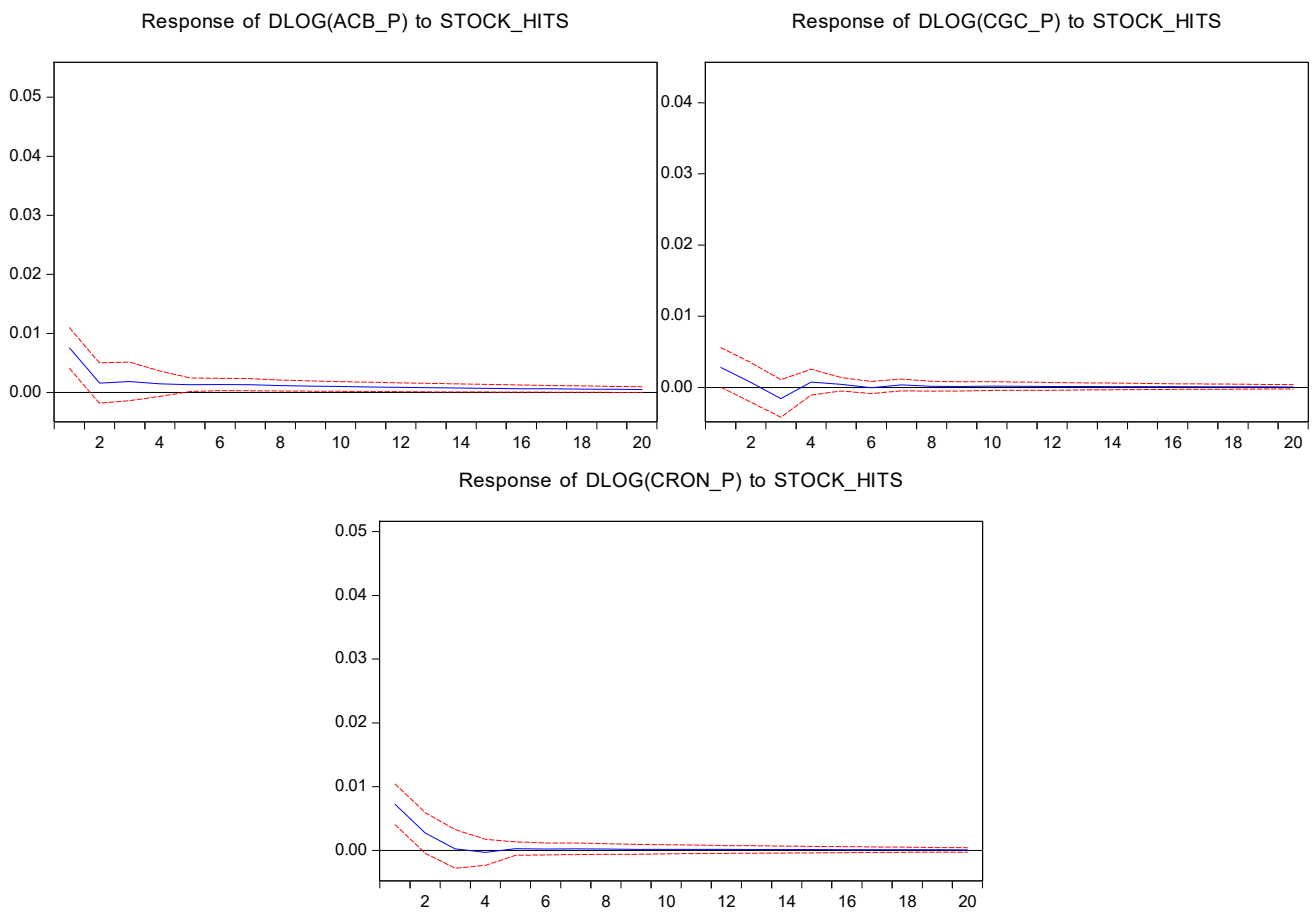 Response of DLOG(ACB_P) to STOCK_HITS
0.05
0.04
0.03
0.02
0.01
0.00
2 4 6 8 10 12 14 16 18 20
Response of DLOG(CGC_P) to STOCK_HITS
0.04
0.03
0.02
0.01
0.00
2 4 6 8 10 12 14 16 18 20
Response of DLOG(CRON_P) to STOCK_HITS
0.05
0.04
0.03
0.02
0.01
0.00
2 4 6 8 10 12 14 16 18 20